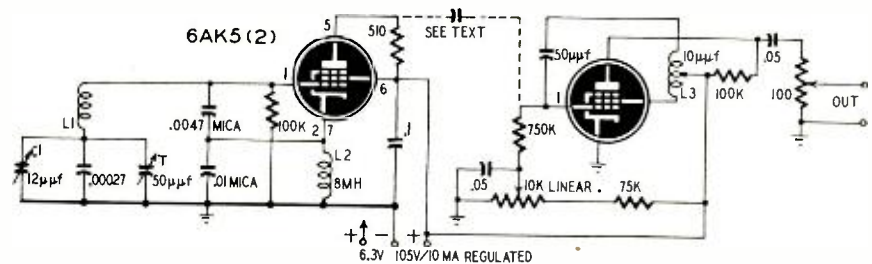 6AK5(2)
5
510
SEE TEXT
50μμf
10μμf
.05
1
6
1
L3
100K
100
OUT
L1
.0047 MICA
100K
2
7
.1
750K
C1
T
L2
12μμf
.00027
50μμf
.01 MICA
8MH
.05
10K
LINEAR.
75K
+ - +
6.3V 105V/10 MA REGULATED